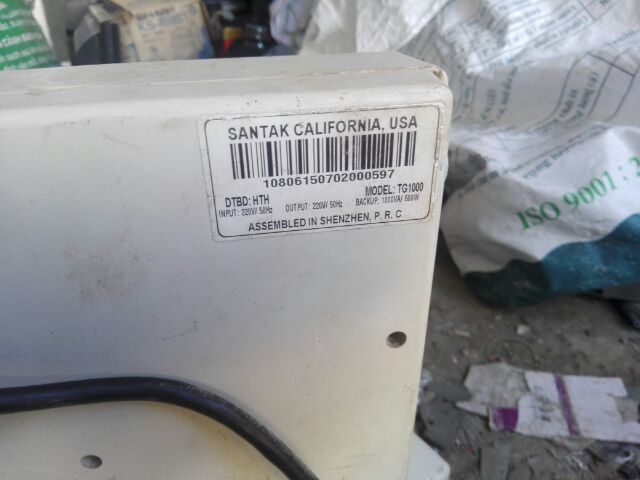 SANTAK CALIFORNIA, USA
10806150702000597
DTBD: HTH MODEL: TG1000
INPUT: 220V/ 50Hz OUTPUT: 220V/ 50Hz BACKUP: 1000VA/ 600W
ASSEMBLED IN SHENZHEN, P. R. C
ISO 9001 : 2